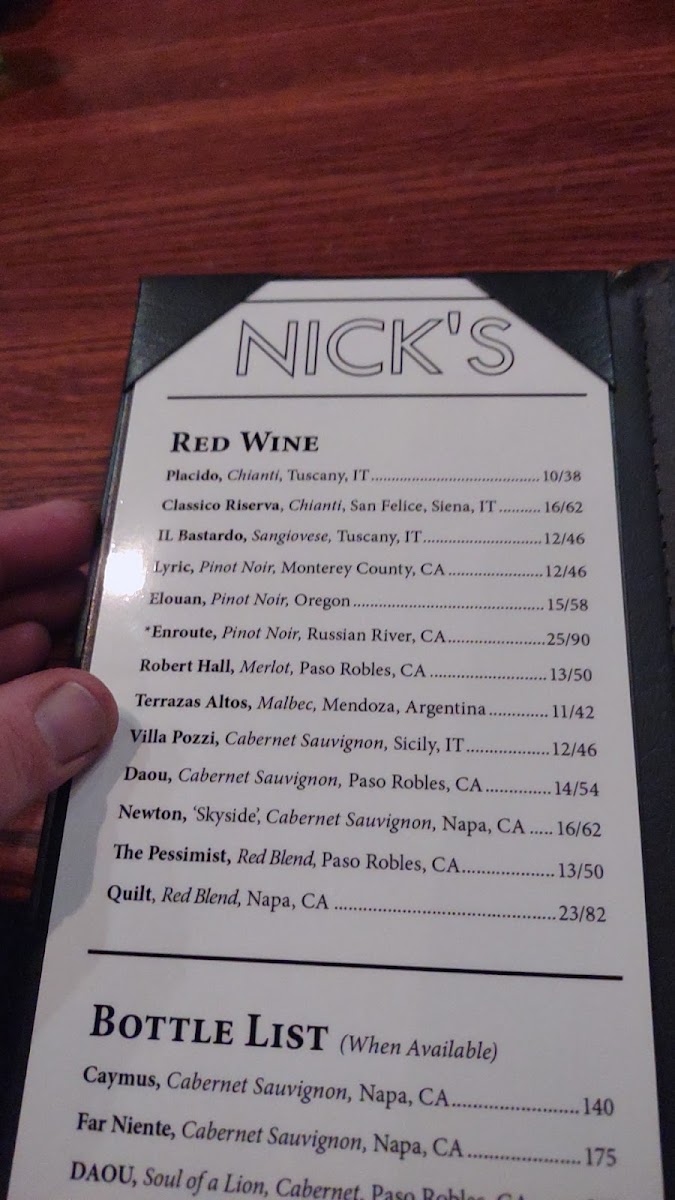 NICK'S
RED WINE
Placido, Chianti, Tuscany, IT.......................................... 10/38
Classico Riserva, Chianti, San Felice, Siena, IT .......... 16/62
IL Bastardo, Sangiovese, Tuscany, IT.............................12/46
Lyric, Pinot Noir, Monterey County, CA .......................12/46
Elouan, Pinot Noir, Oregon ............................................. 15/58
*Enroute, Pinot Noir, Russian River, CA.......................25/90
Robert Hall, Merlot, Paso Robles, CA ...........................13/50
Terrazas Altos, Malbec, Mendoza, Argentina............. 11/42
Villa Pozzi, Cabernet Sauvignon, Sicily, IT..................12/46
Daou, Cabernet Sauvignon, Paso Robles, CA..............14/54
Newton, 'Skyside', Cabernet Sauvignon, Napa, CA ..... 16/62
The Pessimist, Red Blend, Paso Robles, CA....................13/50
Quilt, Red Blend, Napa, CA ..............................................23/82
BOTTLE LIST (When Available)
Caymus, Cabernet Sauvignon, Napa, CA........................140
Far Niente, Cabernet Sauvignon, Napa, CA.....................175
DAOU, Soul of a Lion, Cabernet, Paso Robles, CA